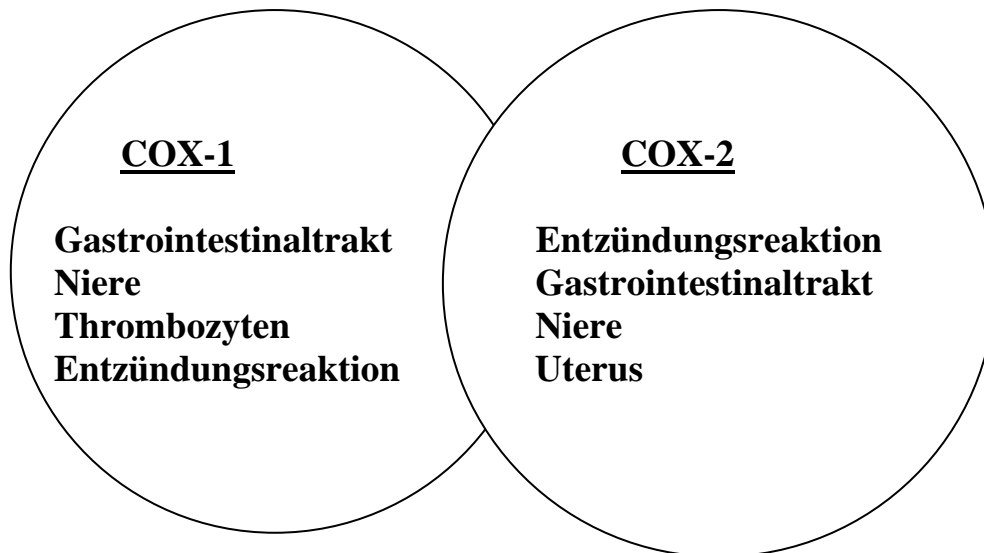 COX-1
Gastrointestinaltrakt
Niere
Thrombozyten
Entzündungsreaktion
COX-2
Entzündungsreaktion
Gastrointestinaltrakt
Niere
Uterus